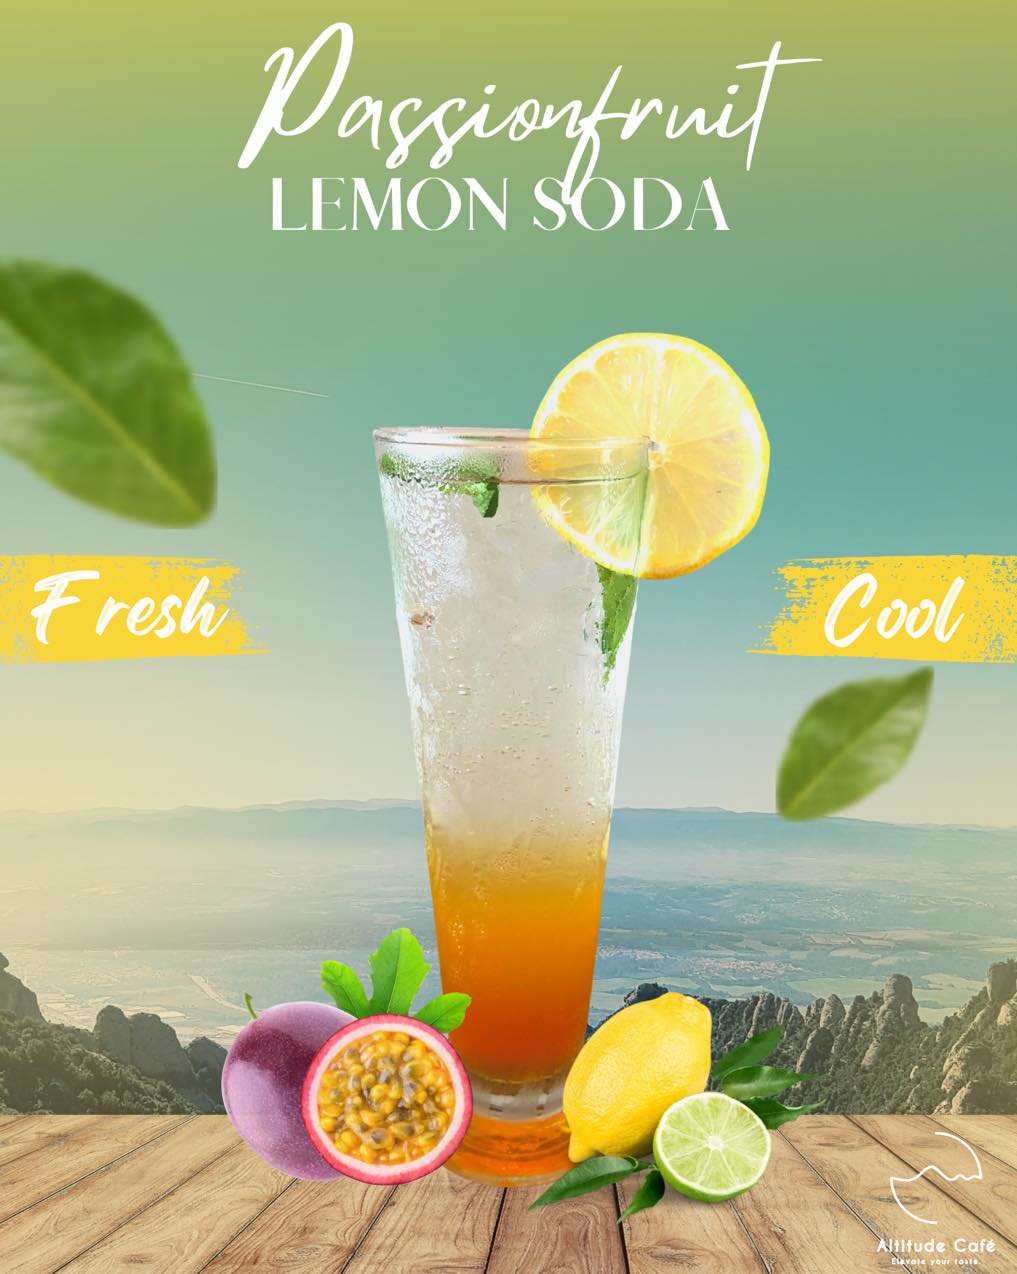 Passionfruit
LEMON SODA
Fresh
Cool
Altitude Café
Elevate your taste.